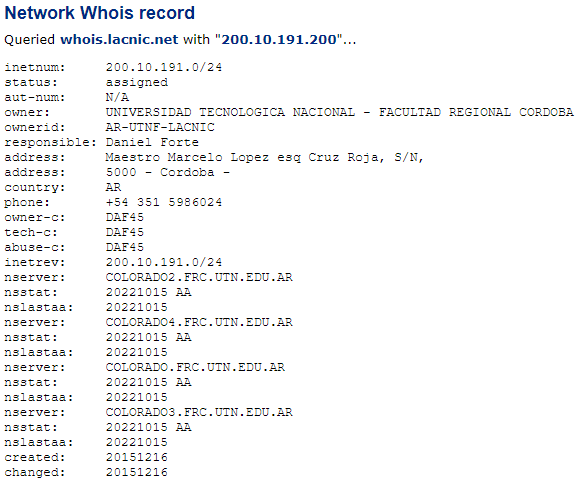 Network Whois record
Queried whois.lacnic.net with "200.10.191.200"...
inetnum: 200.10.191.0/24
status: assigned
aut-num: N/A
owner: UNIVERSIDAD TECNOLOGICA NACIONAL - FACULTAD REGIONAL CORDOBA
ownerid: AR-UTNF-LACNIC
responsible: Daniel Forte
address: Maestro Marcelo Lopez esq Cruz Roja, S/N,
address: 5000 - Cordoba -
country: AR
phone: +54 351 5986024
owner-c: DAF45
tech-c: DAF45
abuse-c: DAF45
inetrev: 200.10.191.0/24
nserver: COLORADO2.FRC.UTN.EDU.AR
nsstat: 20221015 AA
nslastaa: 20221015
nserver: COLORADO4.FRC.UTN.EDU.AR
nsstat: 20221015 AA
nslastaa: 20221015
nserver: COLORADO.FRC.UTN.EDU.AR
nsstat: 20221015 AA
nslastaa: 20221015
nserver: COLORADO3.FRC.UTN.EDU.AR
nsstat: 20221015 AA
nslastaa: 20221015
created: 20151216
changed: 20151216